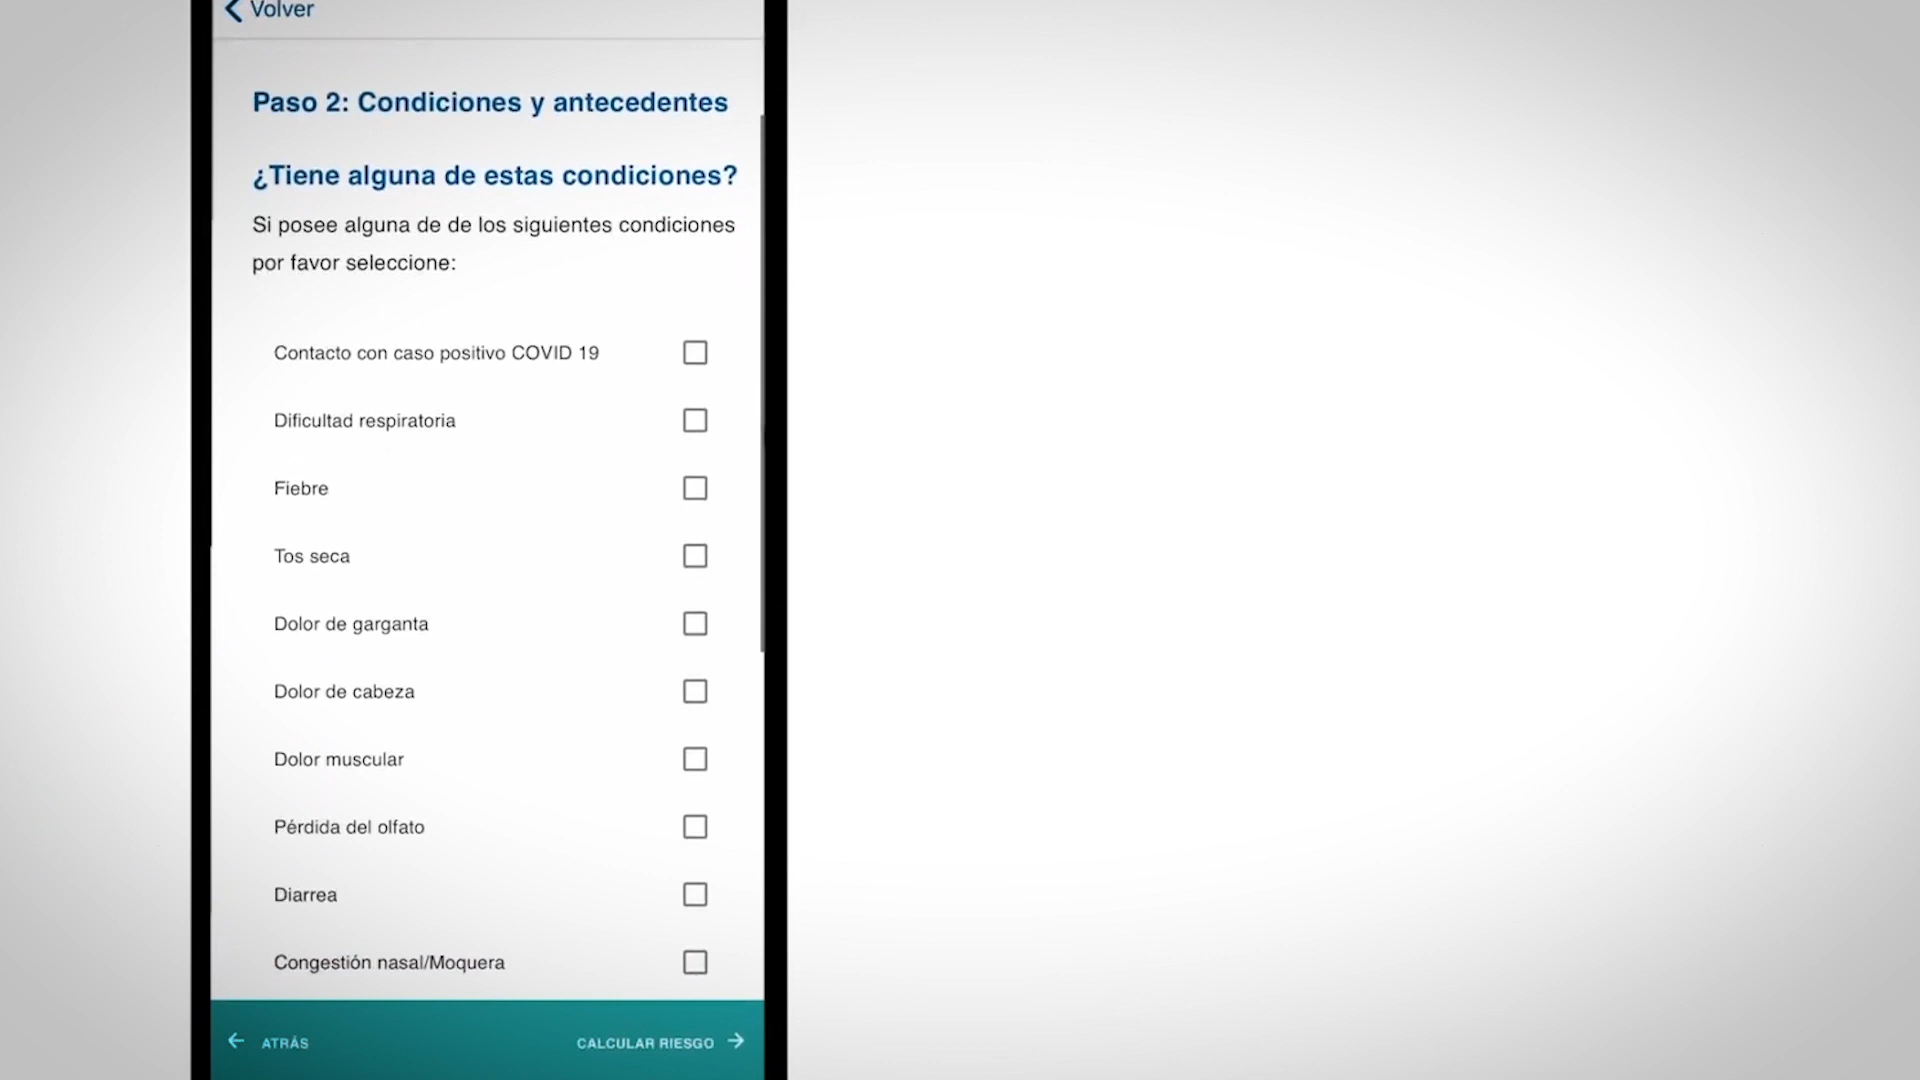 Volver
Paso 2: Condiciones y antecedentes
¿Tiene alguna de estas condiciones?
Si posee alguna de de los siguientes condiciones
por favor seleccione:
Contacto con caso positivo COVID 19
Dificultad respiratoria
Fiebre
Tos seca
Dolor de garganta
Dolor de cabeza
Dolor muscular
Pérdida del olfato
Diarrea
Congestión nasal/Moquera
ATRÁS
CALCULAR RIESGO